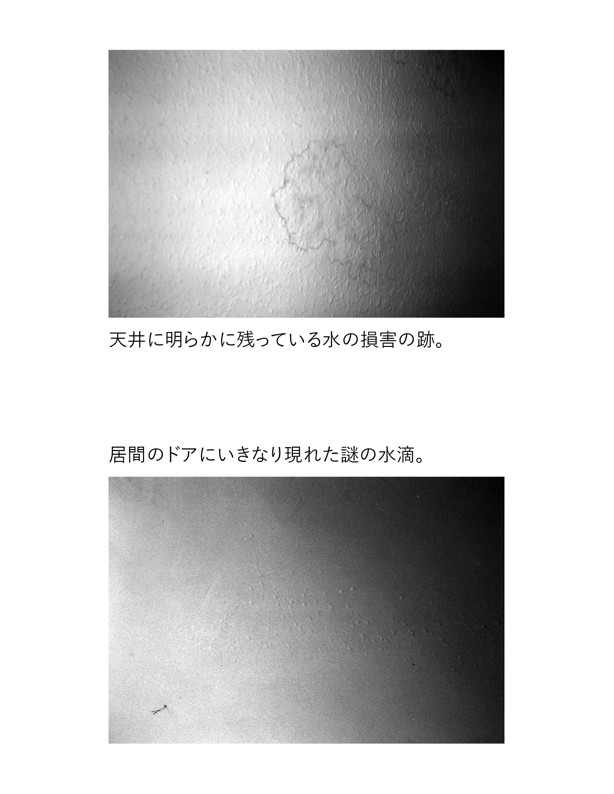 天井に明らかに残っている水の損害の跡。
居間のドアにいきなり現れた謎の水滴。